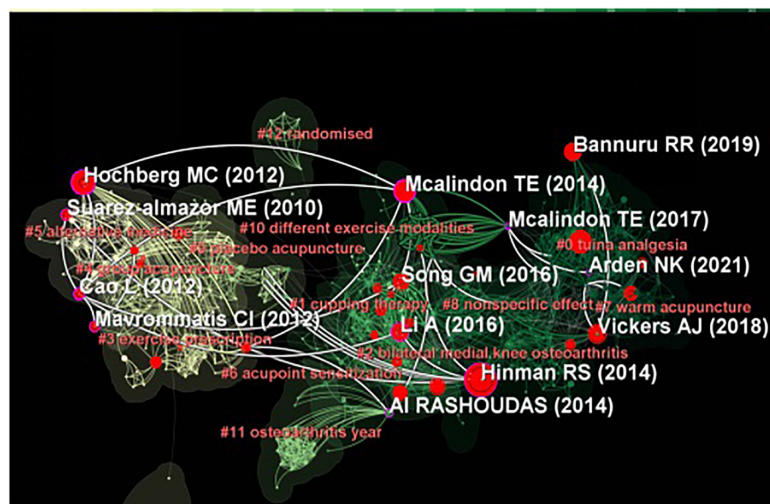 #12 randomised
Bannuru RR (2019)
Hochberg MC (2012)
Mcalindon TE (2014)
Suarez-almazor ME (2010)
Mcalindon TE (2017)
#5 alternative medicine
#10 different exercise modalities
#9 placebo acupuncture
#0 tuina analgesia
#4 group acupuncture
Arden NK (2021)
Song GM (2016)
Cao L (2012)
#1 cupping therapy
#8 nonspecific effect
#7 warm acupuncture
Mavrommatis CI (2012)
Li A (2016)
Vickers AJ (2018)
#3 exercise prescription
#2 bilateral medial knee osteoarthritis
#6 acupoint sensitization
Hinman RS (2014)
Al RASHOUDAS (2014)
#11 osteoarthritis year